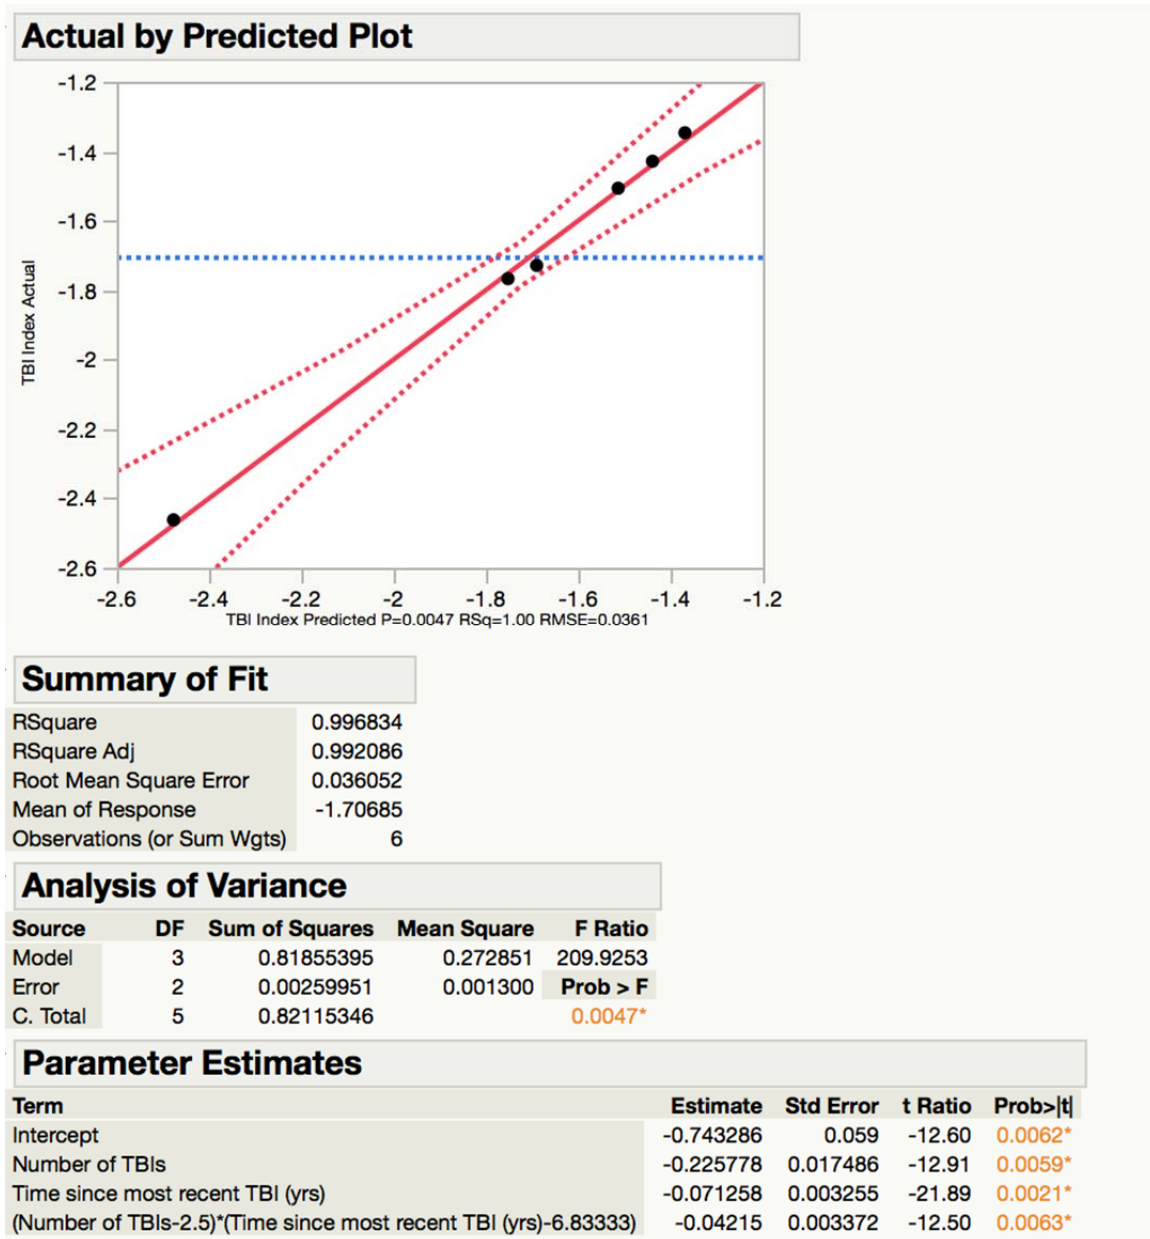 Actual by Predicted Plot
-1.2
-1.4
-1.6
-1.8
-2
-2.2
-2.4
-2.6
TBI Index Actual
-2.6 -2.4 -2.2 -2 -1.8 -1.6 -1.4 -1.2
TBI Index Predicted P=0.0047 RSq=1.00 RMSE=0.0361
Summary of Fit
RSquare 0.996834
RSquare Adj 0.992086
Root Mean Square Error 0.036052
Mean of Response -1.70685
Observations (or Sum Wgts) 6
Analysis of Variance
Source DF Sum of Squares Mean Square F Ratio
Model 3 0.81855395 0.272851 209.9253
Error 2 0.00259951 0.001300 Prob > F
C. Total 5 0.82115346 0.0047*
Parameter Estimates
Term Estimate Std Error t Ratio Prob>|t|
Intercept -0.743286 0.059 -12.60 0.0062*
Number of TBIs -0.225778 0.017486 -12.91 0.0059*
Time since most recent TBI (yrs) -0.071258 0.003255 -21.89 0.0021*
(Number of TBIs-2.5)*(Time since most recent TBI (yrs)-6.83333) -0.04215 0.003372 -12.50 0.0063*